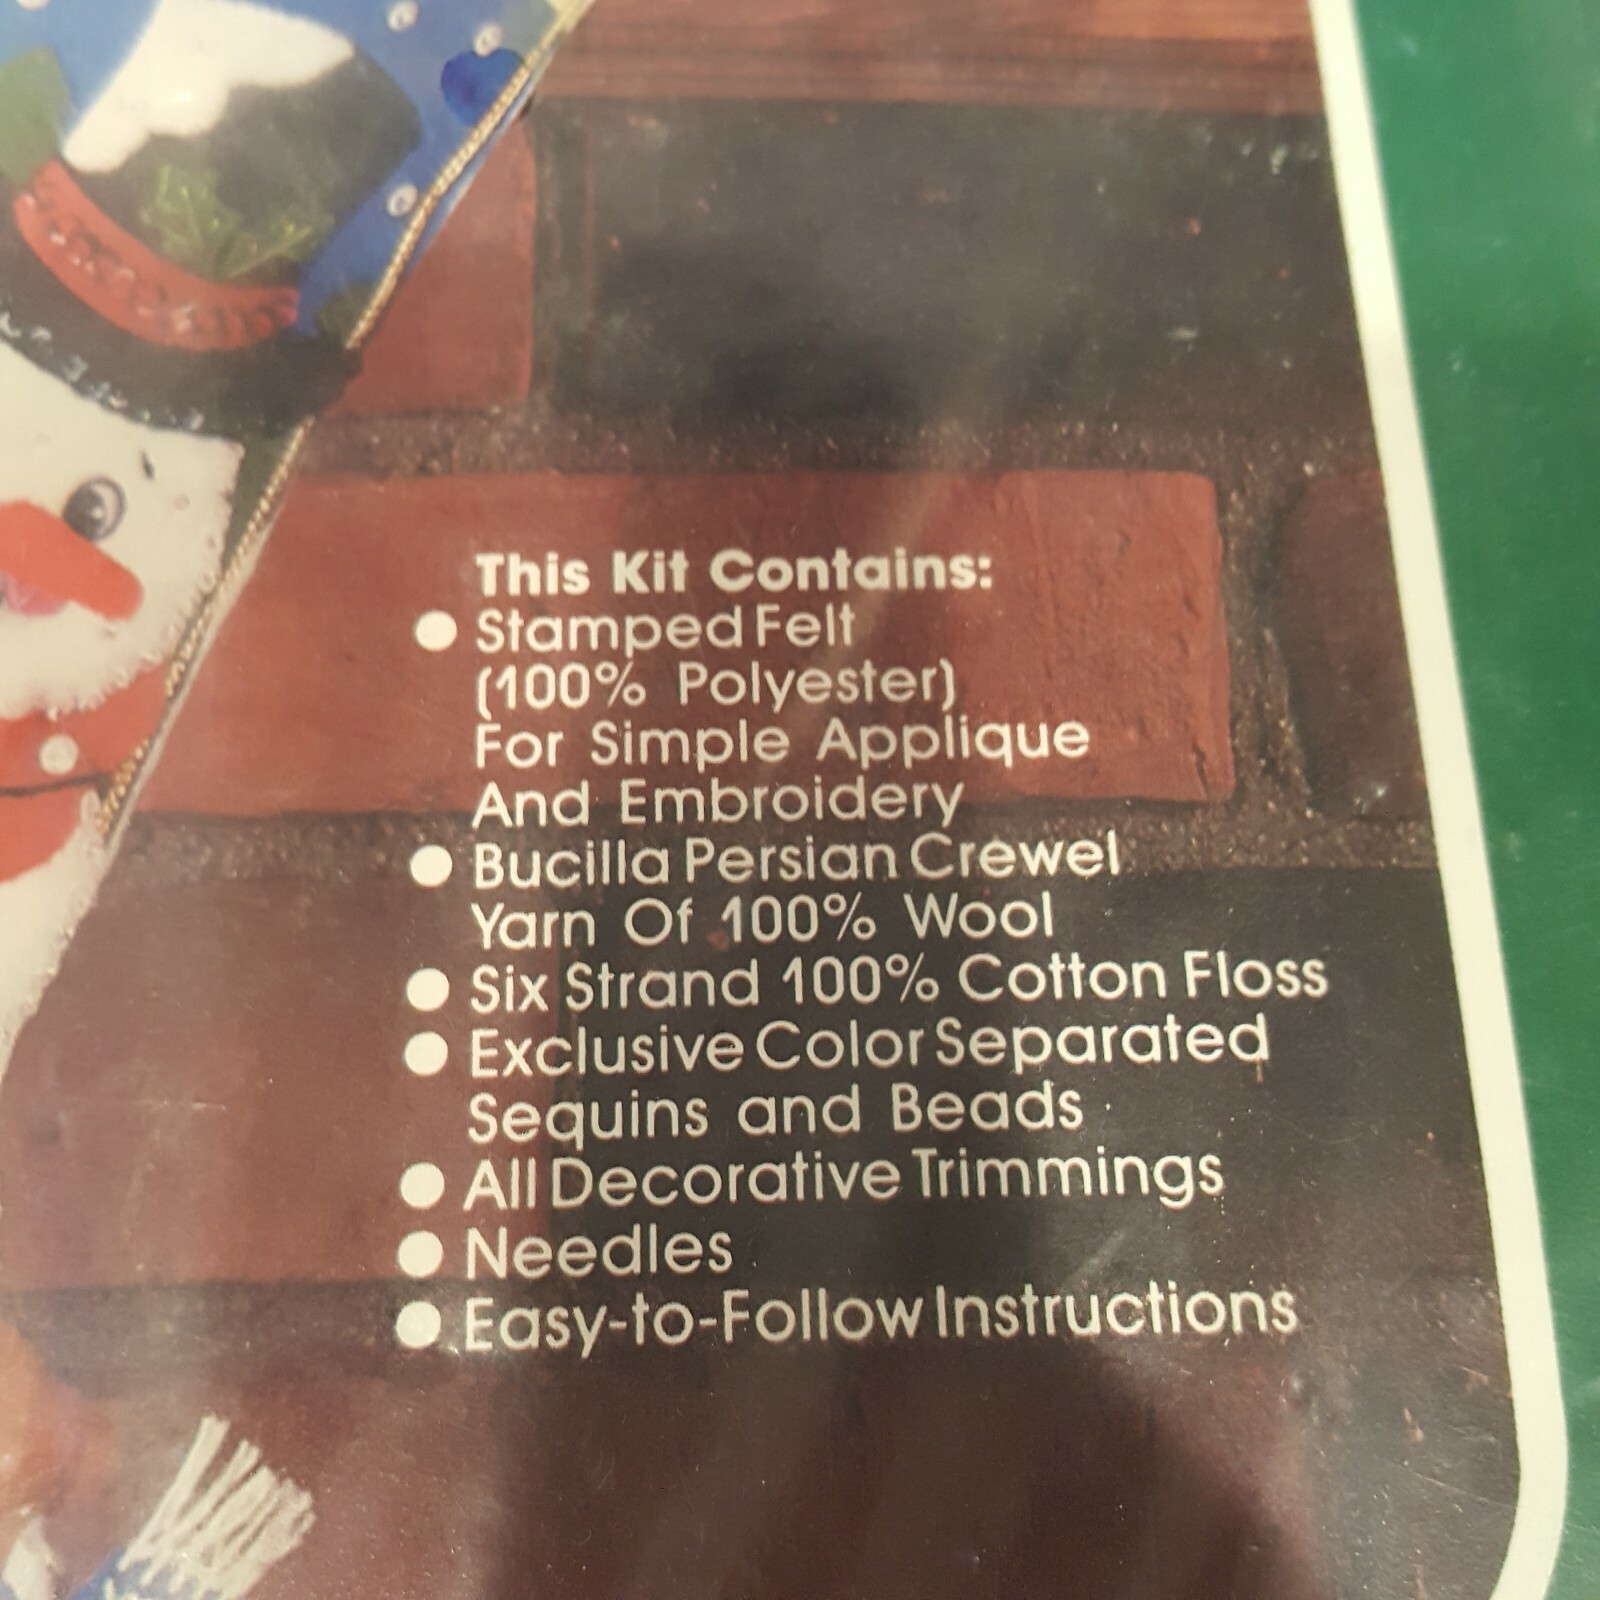 This Kit Contains:
● Stamped Felt
(100% Polyester)
For Simple Applique
And Embroidery
● Bucilla Persian Crewel
Yarn Of 100% Wool
● Six Strand 100% Cotton Floss
● Exclusive Color Separated
Sequins and Beads
● All Decorative Trimmings
● Needles
● Easy-to-Follow Instructions